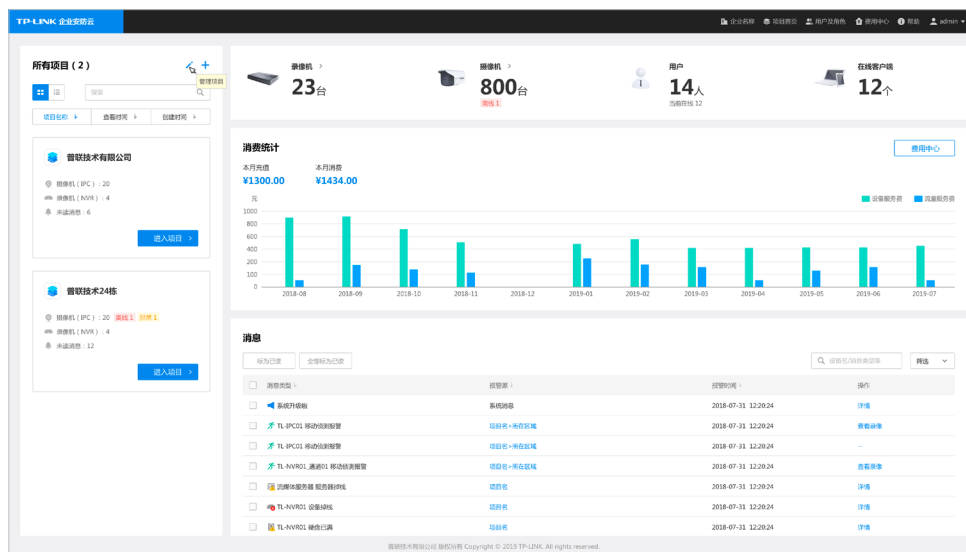 TP-LINK 企业安防云
企业名称 项目首页 用户及角色 费用中心 帮助 admin
所有项目（2）
管理项目
搜索
项目名称 查看时间 创建时间
普联技术有限公司
摄像机（IPC）：20
录像机（NVR）：4
未读消息：6
进入项目 >
普联技术24栋
摄像机（IPC）：20 离线 1 异常 1
录像机（NVR）：4
未读消息：12
进入项目 >
录像机 >
23台
摄像机 >
800台
离线 1
用户
14人
当前在线 12
在线客户端
12个
消费统计
费用中心
本月充值 本月消费
¥1300.00 ¥1434.00
元
设备服务费 流量服务费
1000
800
600
400
200
100
0
2018-08 2018-09 2018-10 2018-11 2018-12 2019-01 2019-02 2019-03 2019-04 2019-05 2019-06 2019-07
消息
标为已读 全部标为已读
设备名/消息类型等 筛选
消息类型 报警源 报警时间 操作
系统升级啦 系统消息 2018-07-31 12:20:24 详情
TL-IPC01 移动侦测报警 项目名>所在区域 2018-07-31 12:20:24 查看录像
TL-IPC01 移动侦测报警 项目名>所在区域 2018-07-31 12:20:24 --
TL-NVR01_通道01 移动侦测报警 项目名>所在区域 2018-07-31 12:20:24 查看录像
流媒体服务器 服务器掉线 项目名 2018-07-31 12:20:24 详情
TL-NVR01 设备掉线 项目名 2018-07-31 12:20:24 详情
TL-NVR01 硬盘已满 项目名 2018-07-31 12:20:24 详情
普联技术有限公司 版权所有 Copyright © 2019 TP-LINK. All rights reserved.